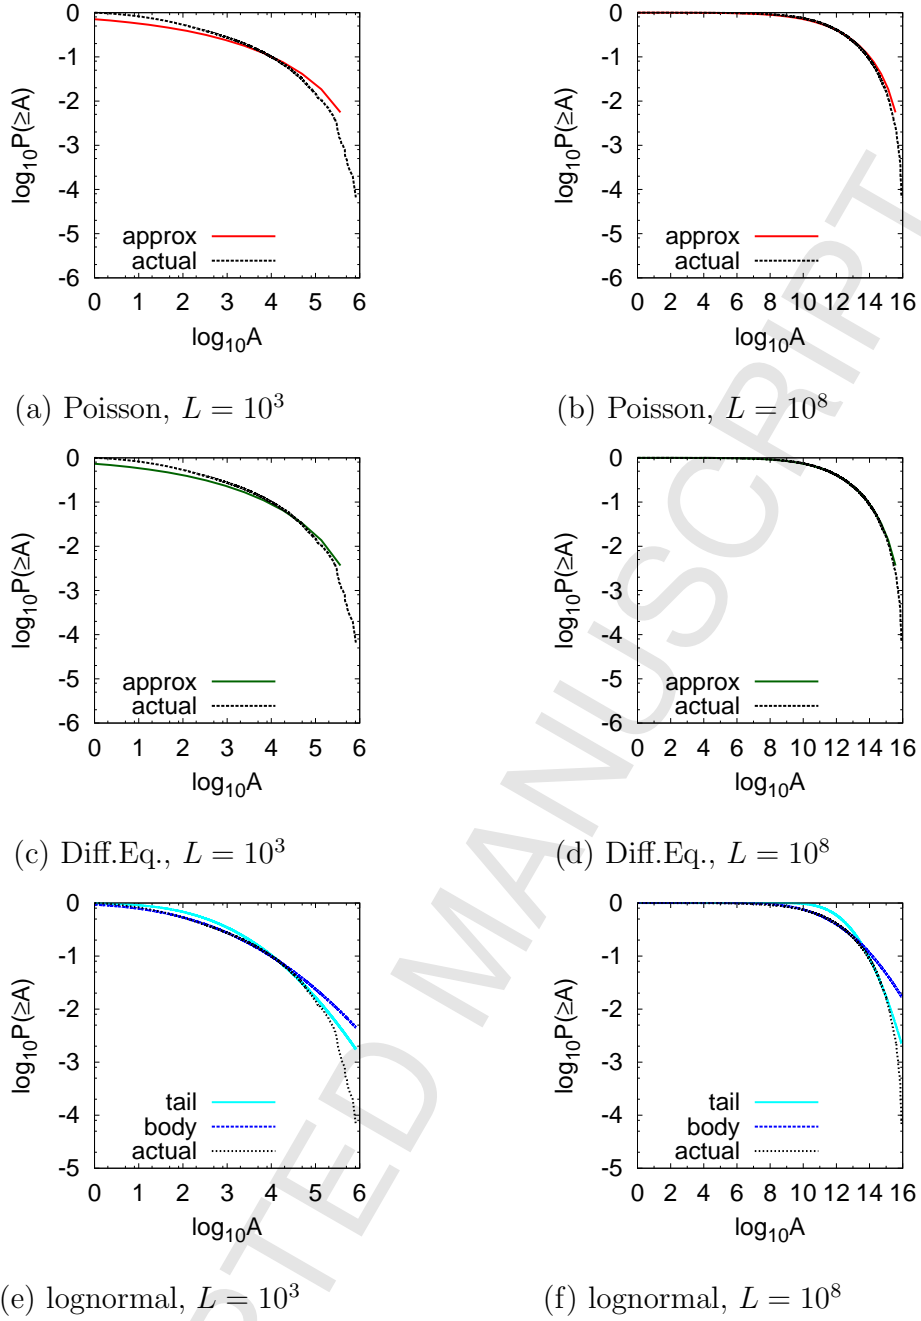 0
-1
-2
-3
-4
-5
-6
log10P(≥A)
approx
actual
0 1 2 3 4 5 6
log10A
(a) Poisson, L = 10^3
0
-1
-2
-3
-4
-5
-6
log10P(≥A)
approx
actual
0 2 4 6 8 10 12 14 16
log10A
(b) Poisson, L = 10^8
0
-1
-2
-3
-4
-5
-6
log10P(≥A)
approx
actual
0 1 2 3 4 5 6
log10A
(c) Diff.Eq., L = 10^3
0
-1
-2
-3
-4
-5
-6
log10P(≥A)
approx
actual
0 2 4 6 8 10 12 14 16
log10A
(d) Diff.Eq., L = 10^8
0
-1
-2
-3
-4
-5
log10P(≥A)
tail
body
actual
0 1 2 3 4 5 6
log10A
(e) lognormal, L = 10^3
0
-1
-2
-3
-4
-5
log10P(≥A)
tail
body
actual
0 2 4 6 8 10 12 14 16
log10A
(f) lognormal, L = 10^8
PTED MANUSCRIPT